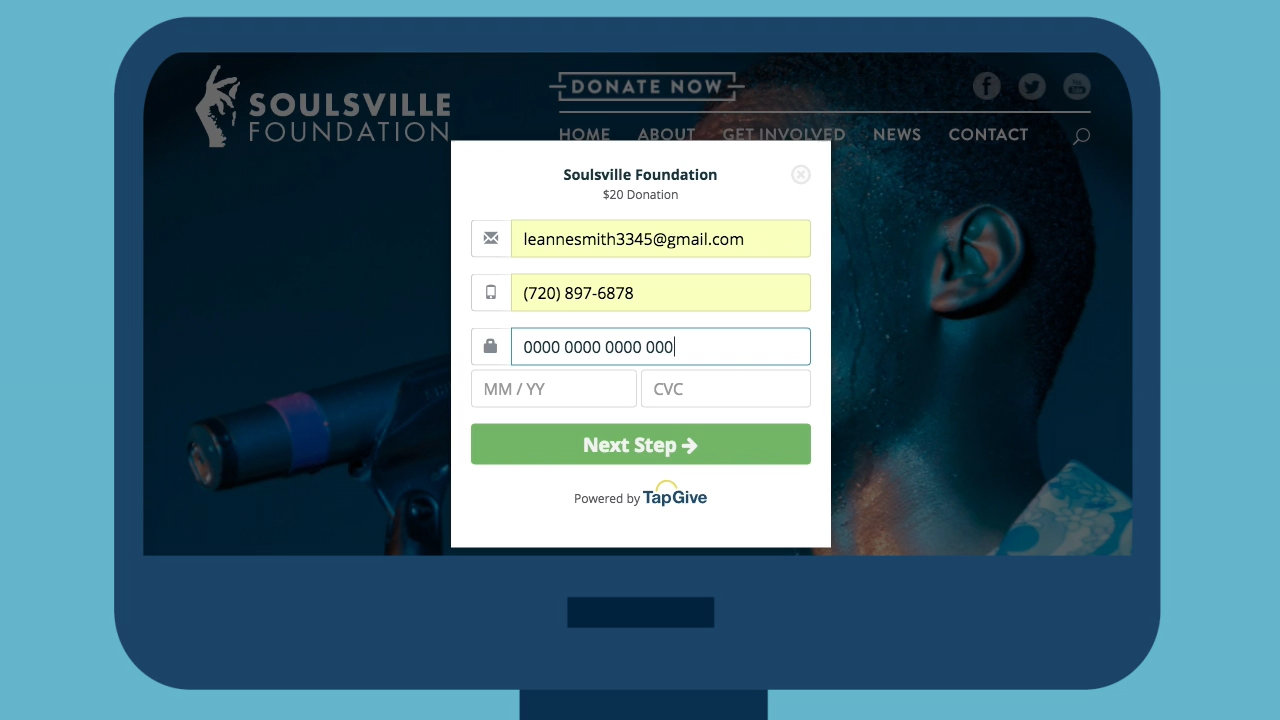 SOULSVILLE
FOUNDATION
DONATE NOW
HOME ABOUT GET INVOLVED NEWS CONTACT
Soulsville Foundation
$20 Donation
leannesmith3345@gmail.com
(720) 897-6878
0000 0000 0000 000
MM / YY CVC
Next Step
Powered by TapGive